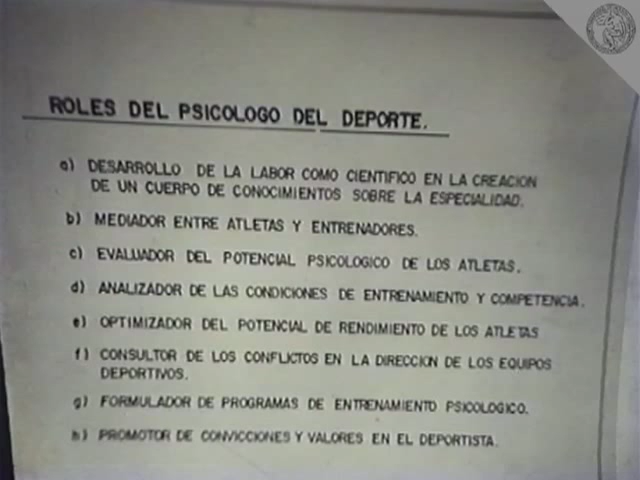 ROLES DEL PSICOLOGO DEL DEPORTE.
a) DESARROLLO DE LA LABOR COMO CIENTIFICO EN LA CREACION
DE UN CUERPO DE CONOCIMIENTOS SOBRE LA ESPECIALIDAD.
b) MEDIADOR ENTRE ATLETAS Y ENTRENADORES.
c) EVALUADOR DEL POTENCIAL PSICOLOGICO DE LOS ATLETAS.
d) ANALIZADOR DE LAS CONDICIONES DE ENTRENAMIENTO Y COMPETENCIA.
e) OPTIMIZADOR DEL POTENCIAL DE RENDIMIENTO DE LOS ATLETAS
f) CONSULTOR DE LOS CONFLICTOS EN LA DIRECCION DE LOS EQUIPOS
DEPORTIVOS.
g) FORMULADOR DE PROGRAMAS DE ENTRENAMIENTO PSICOLOGICO.
h) PROMOTOR DE CONVICCIONES Y VALORES EN EL DEPORTISTA.